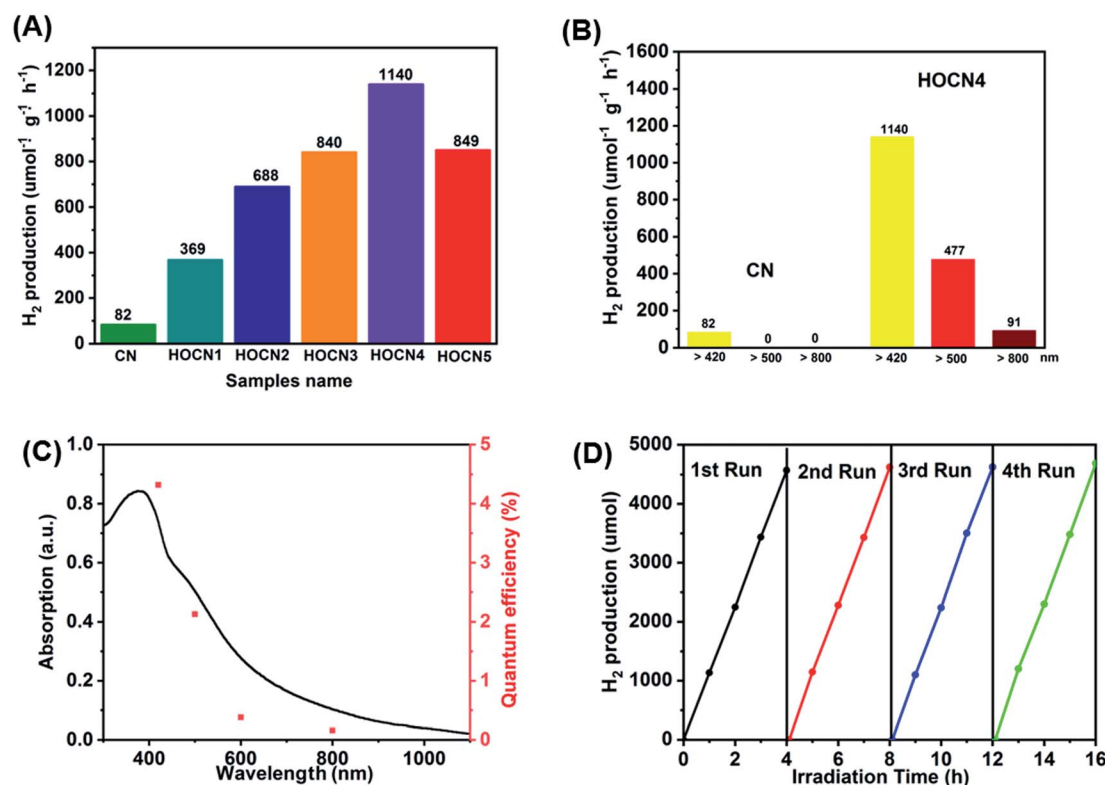 (A)
H₂ production (umol⁻¹ g⁻¹ h⁻¹)
1200
1000
800
600
400
200
0
82
369
688
840
1140
849
CN HOCN1 HOCN2 HOCN3 HOCN4 HOCN5
Samples name
(B)
H₂ production (umol⁻¹ g⁻¹ h⁻¹)
1600
1400
1200
1000
800
600
400
200
0
HOCN4
CN
82
0
0
1140
477
91
> 420 > 500 > 800 > 420 > 500 > 800 nm
(C)
Absorption (a.u.)
1.0
0.8
0.6
0.4
0.2
0.0
400 600 800 1000
Wavelength (nm)
5
4
3
2
1
0
Quantum efficiency (%)
(D)
H₂ production (umol)
5000
4000
3000
2000
1000
0
1st Run 2nd Run 3rd Run 4th Run
0 2 4 6 8 10 12 14 16
Irradiation Time (h)